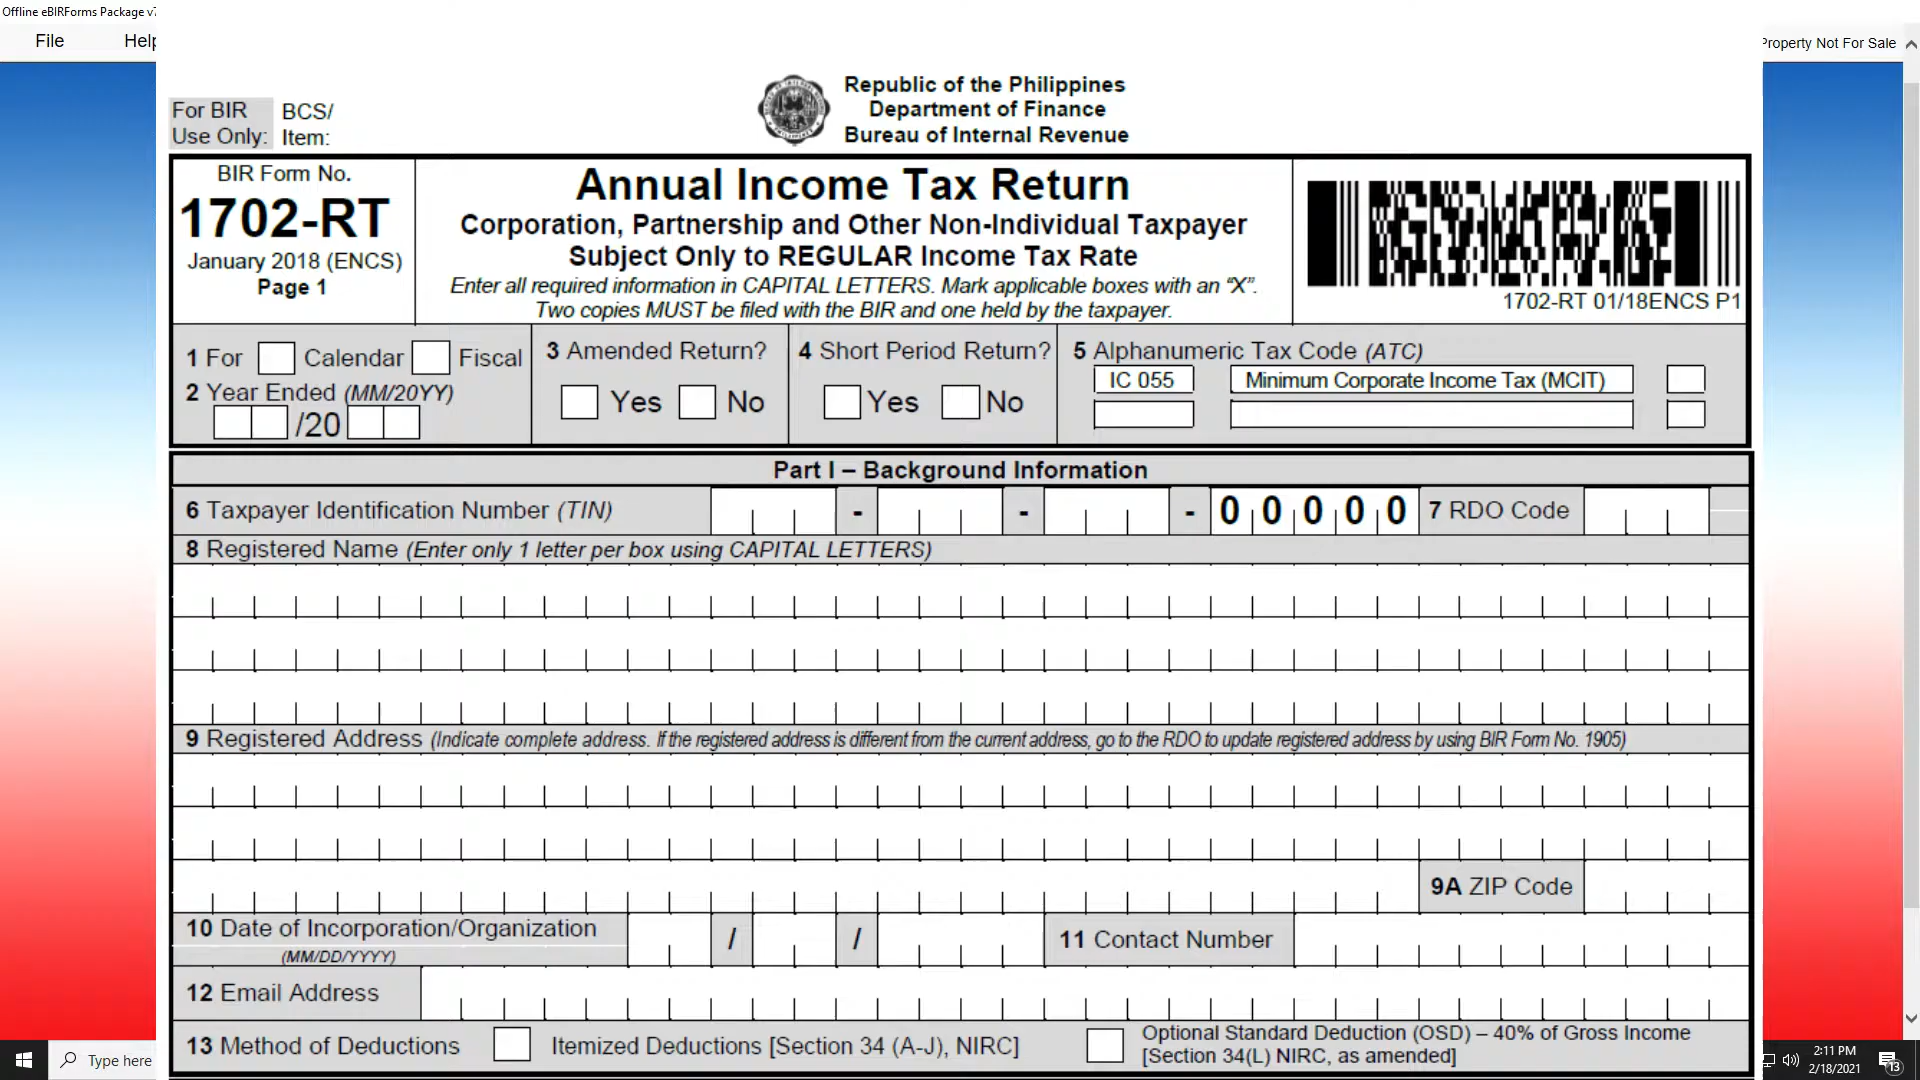 Offline eBIRForms Package v7
File Help
Property Not For Sale
For BIR
Use Only:
BCS/
Item:
Republic of the Philippines
Department of Finance
Bureau of Internal Revenue
BIR Form No.
1702-RT
January 2018 (ENCS)
Page 1
Annual Income Tax Return
Corporation, Partnership and Other Non-Individual Taxpayer
Subject Only to REGULAR Income Tax Rate
Enter all required information in CAPITAL LETTERS. Mark applicable boxes with an “X”.
Two copies MUST be filed with the BIR and one held by the taxpayer.
1702-RT 01/18ENCS P1
1 For Calendar Fiscal
2 Year Ended (MM/20YY)
/20
3 Amended Return?
Yes No
4 Short Period Return?
Yes No
5 Alphanumeric Tax Code (ATC)
IC 055 Minimum Corporate Income Tax (MCIT)
Part I – Background Information
6 Taxpayer Identification Number (TIN) - - - 0 0 0 0 0 7 RDO Code
8 Registered Name (Enter only 1 letter per box using CAPITAL LETTERS)
9 Registered Address (Indicate complete address. If the registered address is different from the current address, go to the RDO to update registered address by using BIR Form No. 1905)
9A ZIP Code
10 Date of Incorporation/Organization
(MM/DD/YYYY)
/ /
11 Contact Number
12 Email Address
13 Method of Deductions Itemized Deductions [Section 34 (A-J), NIRC]
Optional Standard Deduction (OSD) – 40% of Gross Income
[Section 34(L) NIRC, as amended]
Type here
2:11 PM
2/18/2021
13